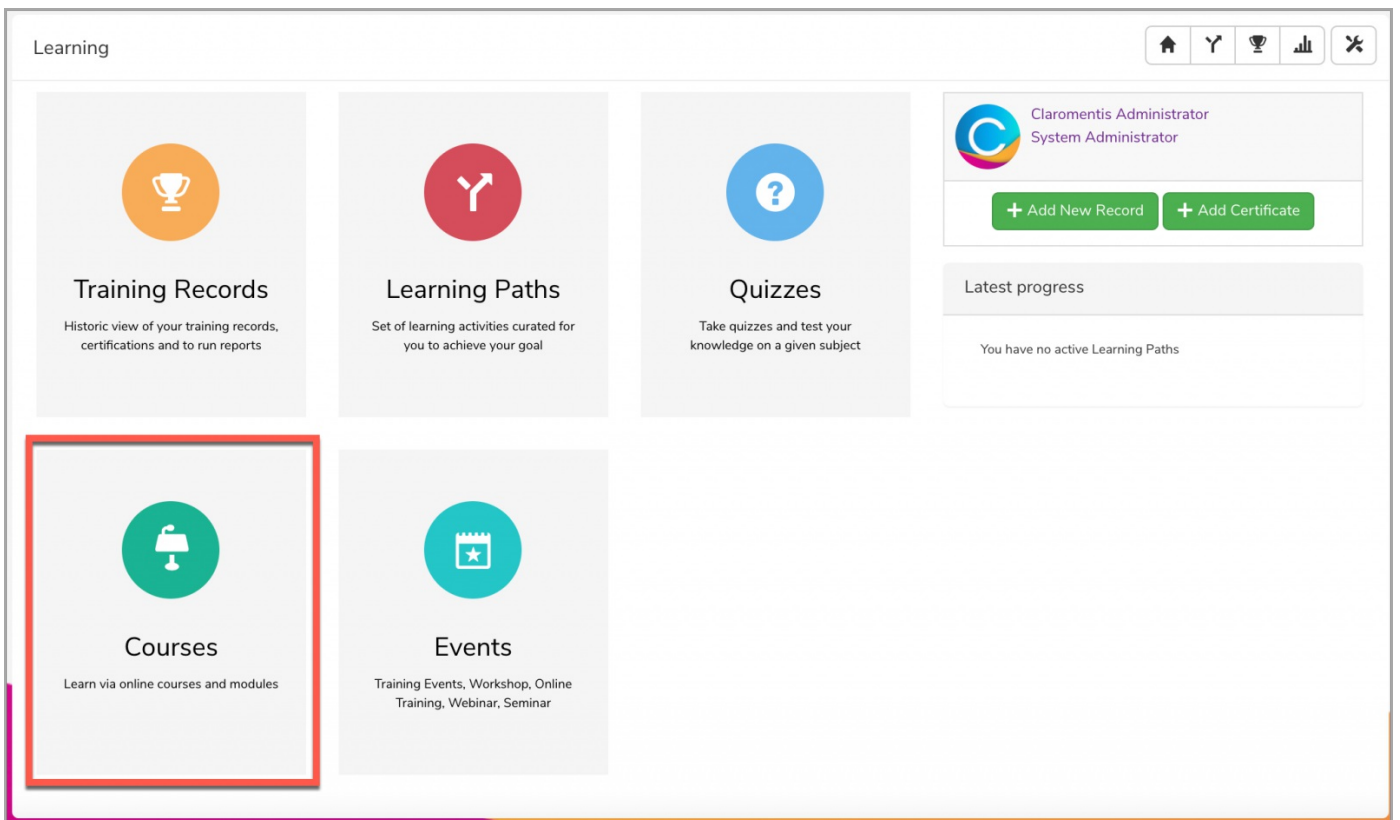 Learning
Training Records
Historic view of your training records,
certifications and to run reports
Learning Paths
Set of learning activities curated for
you to achieve your goal
Quizzes
Take quizzes and test your
knowledge on a given subject
Claromentis Administrator
System Administrator
+ Add New Record
+ Add Certificate
Latest progress
You have no active Learning Paths
Courses
Learn via online courses and modules
Events
Training Events, Workshop, Online
Training, Webinar, Seminar